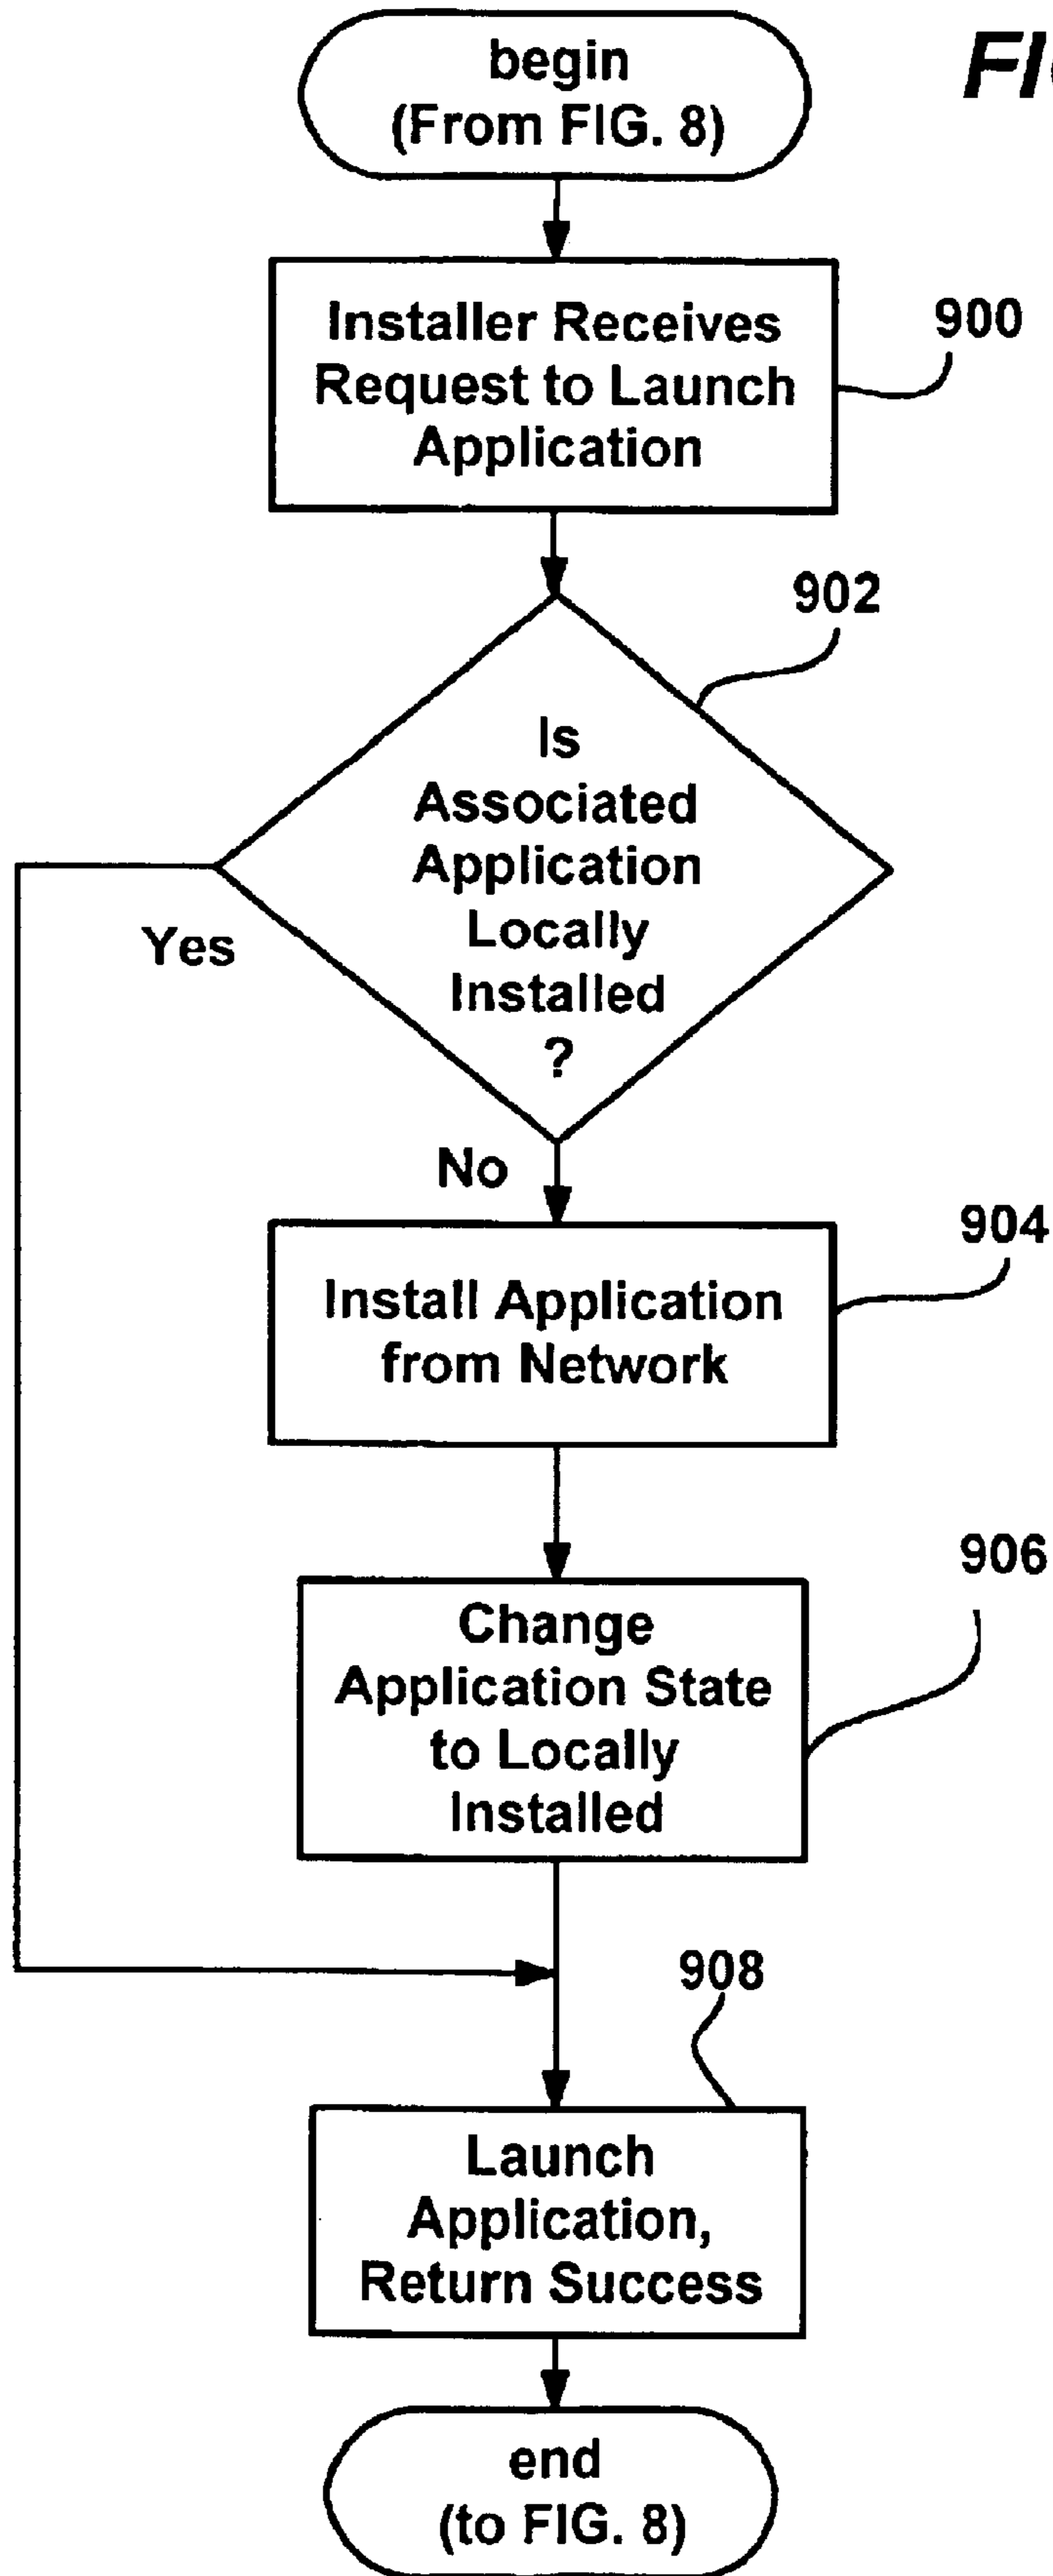 begin
(From FIG. 8)
Installer Receives
Request to Launch
Application
900
902
Is
Associated
Application
Locally
Installed
?
Yes
No
904
Install Application
from Network
906
Change
Application State
to Locally
Installed
908
Launch
Application,
Return Success
end
(to FIG. 8)